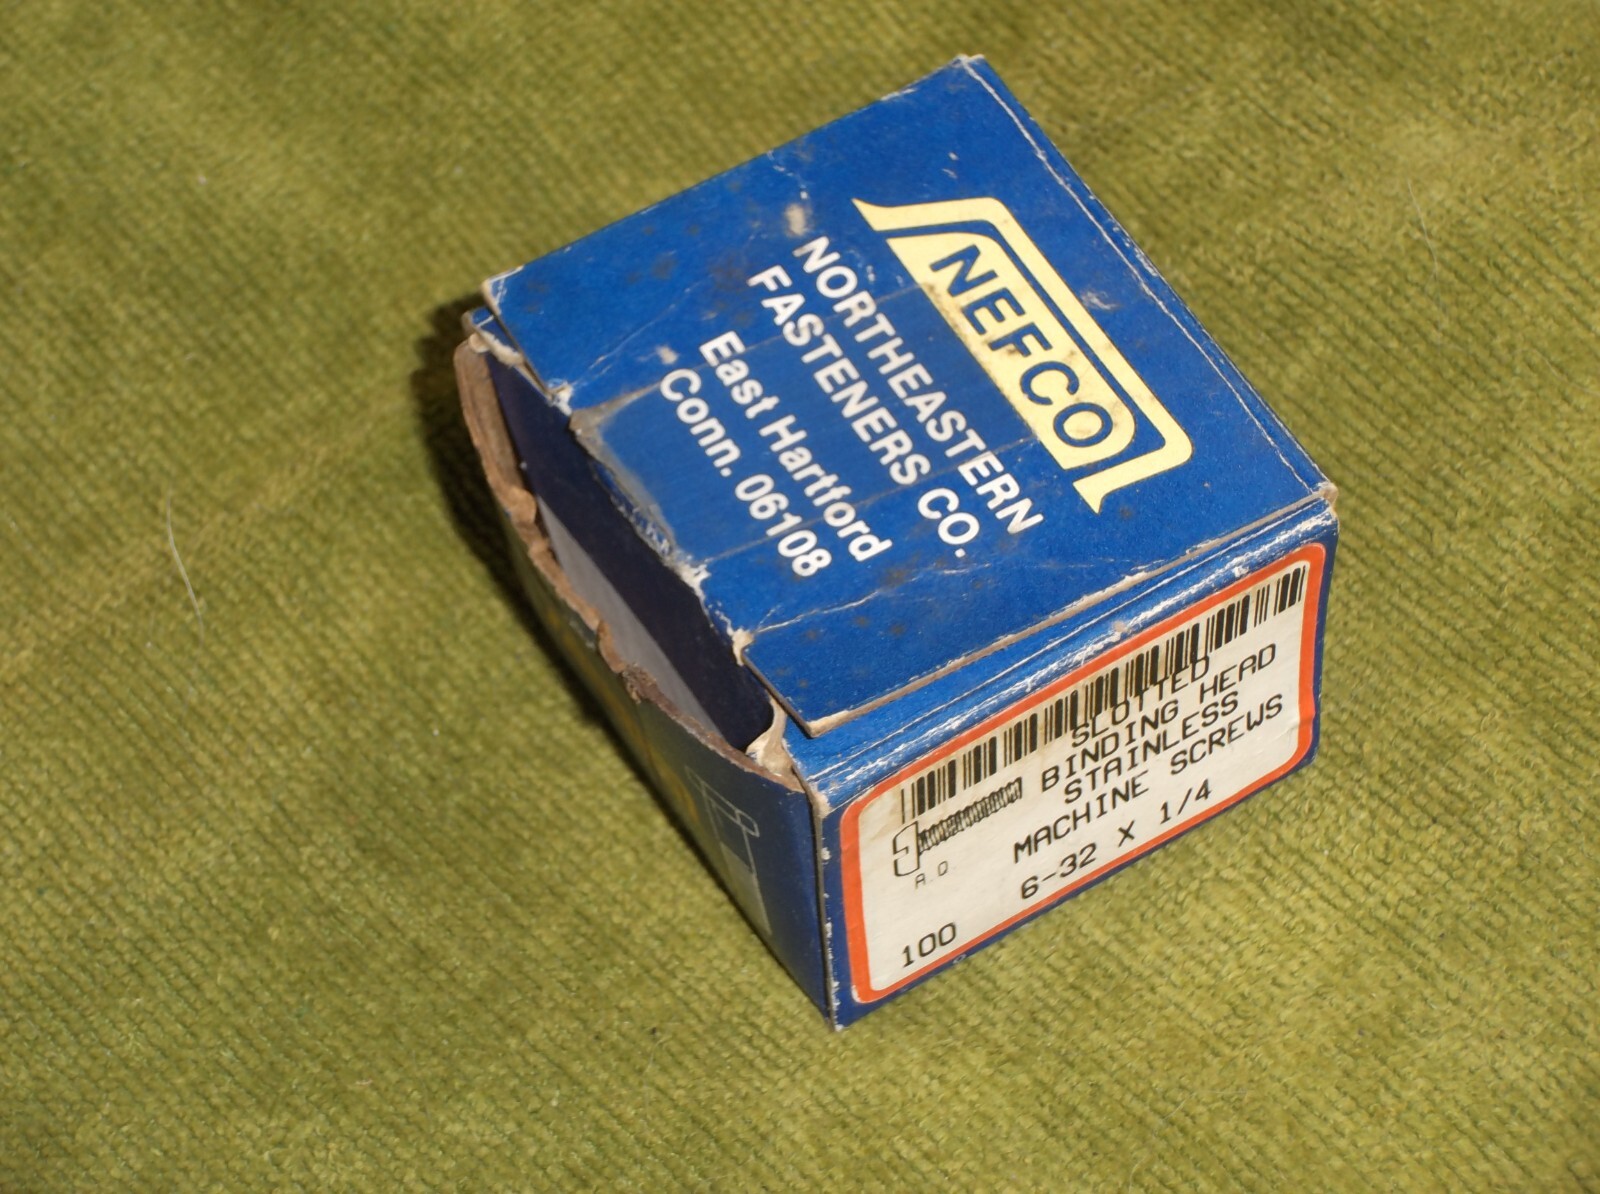 NEFCO
NORTHEASTERN
FASTENERS CO.
East Hartford
Conn. 06108
SLOTTED
BINDING HEAD
STAINLESS
MACHINE SCREWS
6-32 X 1/4
100